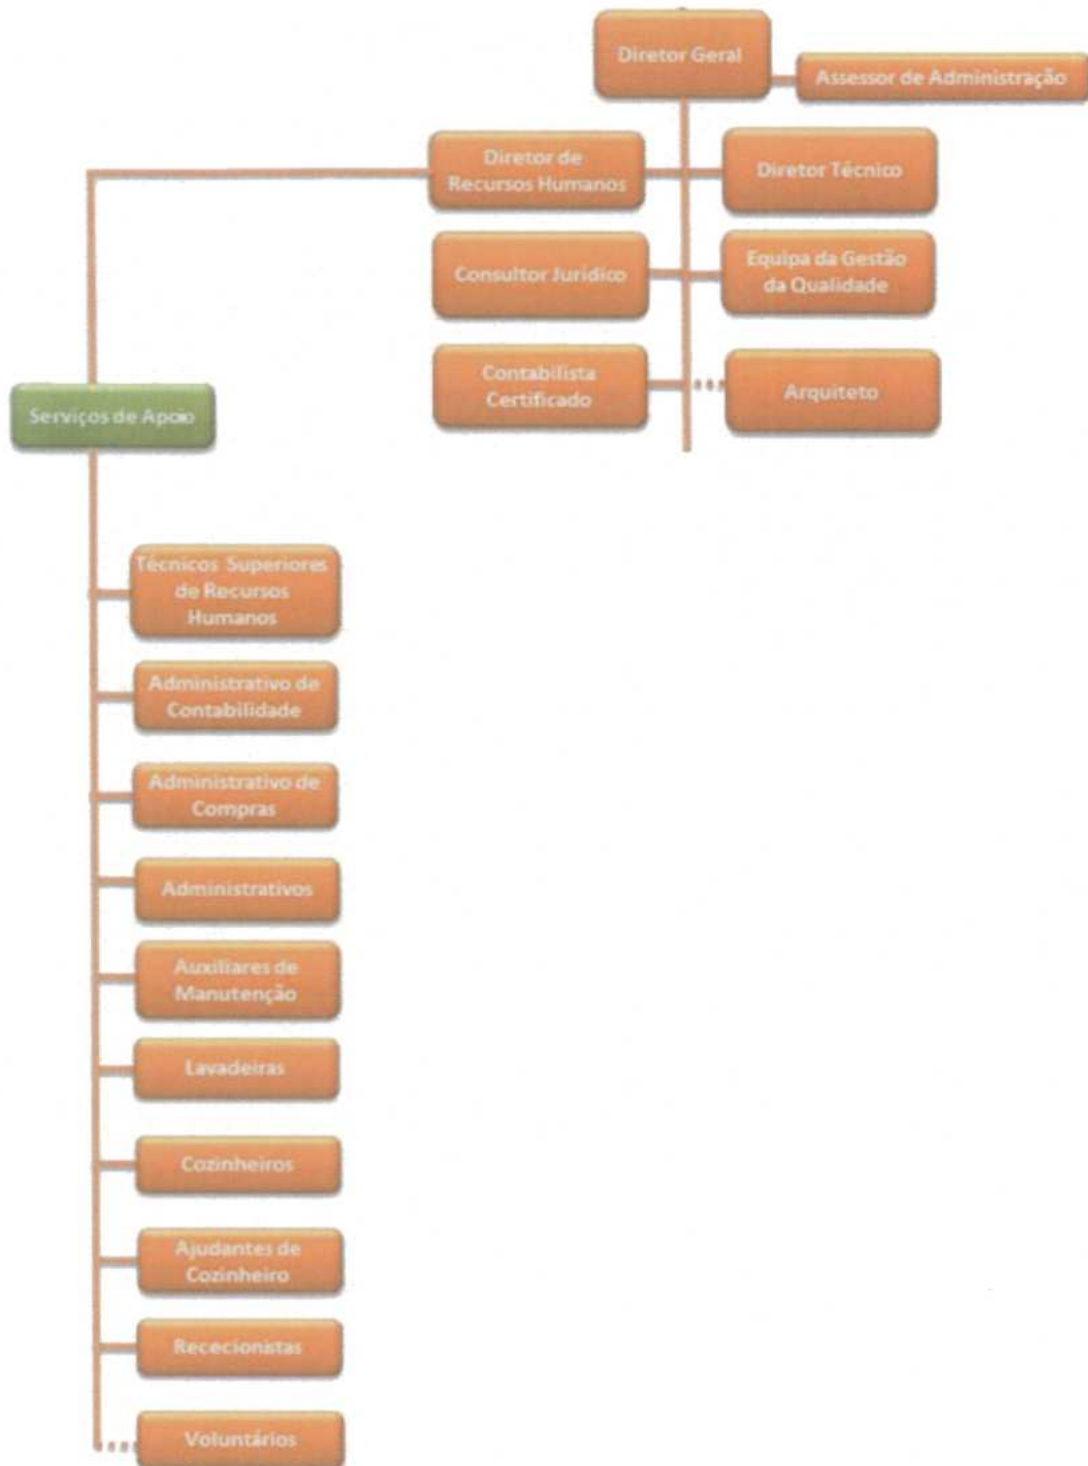 Diretor Geral
Assessor de Administração
Diretor de
Recursos Humanos
Diretor Técnico
Consultor Jurídico
Equipa da Gestão
da Qualidade
Contabilista
Certificado
Arquiteto
Serviços de Apoio
Técnicos Superiores
de Recursos
Humanos
Administrativo de
Contabilidade
Administrativo de
Compras
Administrativos
Auxiliares de
Manutenção
Lavadeiras
Cozinheiros
Ajudantes de
Cozinheiro
Rececionistas
Voluntários